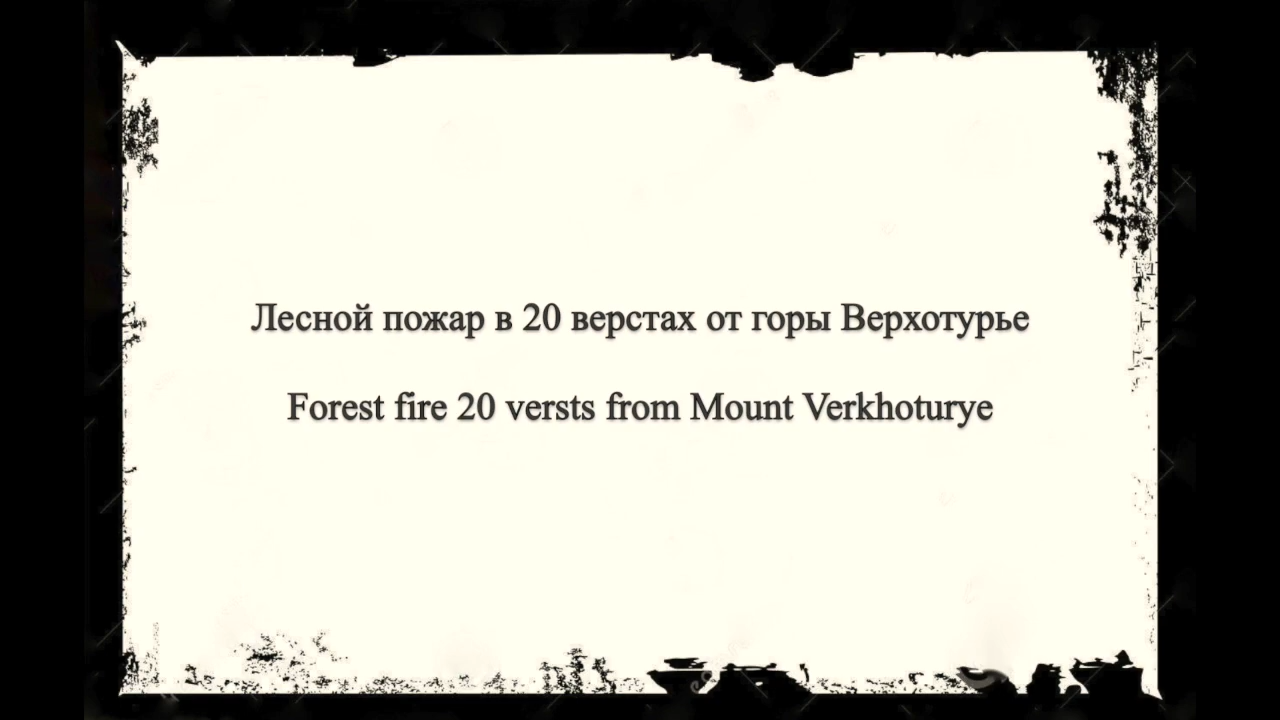 Лесной пожар в 20 верстах от горы Верхотурье
Forest fire 20 versts from Mount Verkhoturye